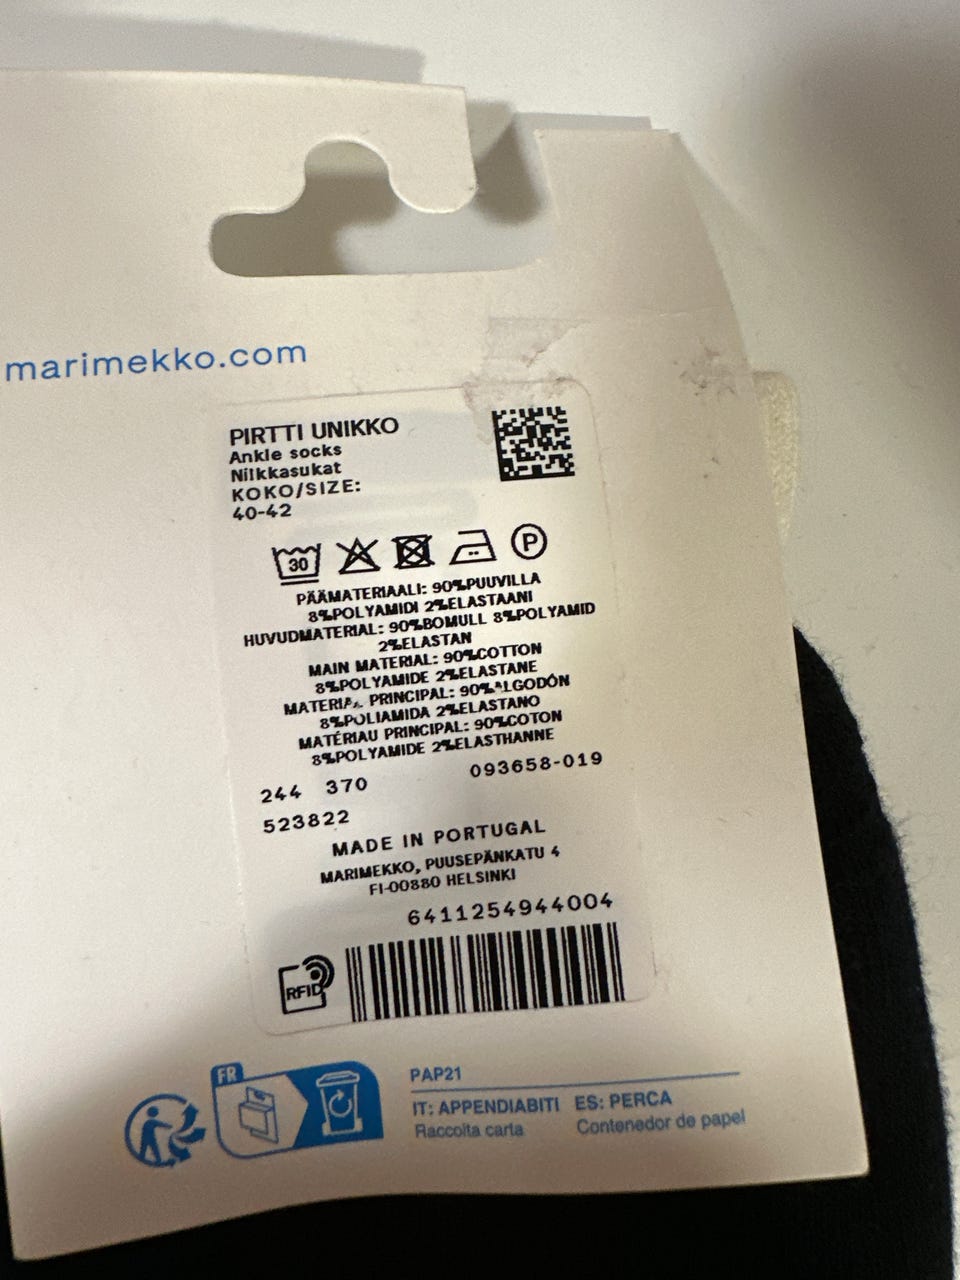 marimekko.com
PIRTTI UNIKKO
Ankle socks
Nilkkasukat
KOKO/SIZE:
40-42
30
P
PÄÄMATERIAALI: 90%PUUVILLA
8%POLYAMIDI 2%ELASTAANI
HUVUDMATERIAL: 90%BOMULL 8%POLYAMID
2%ELASTAN
MAIN MATERIAL: 90%COTTON
8%POLYAMIDE 2%ELASTANE
MATERIAL PRINCIPAL: 90%ALGODÓN
8%POLIAMIDA 2%ELASTANO
MATÉRIAU PRINCIPAL: 90%COTON
8%POLYAMIDE 2%ELASTHANNE
244 370 093658-019
523822
MADE IN PORTUGAL
MARIMEKKO, PUUSEPÄNKATU 4
FI-00880 HELSINKI
6411254944004
RFID
FR
PAP21
IT: APPENDIABITI ES: PERCA
Raccolta carta Contenedor de papel